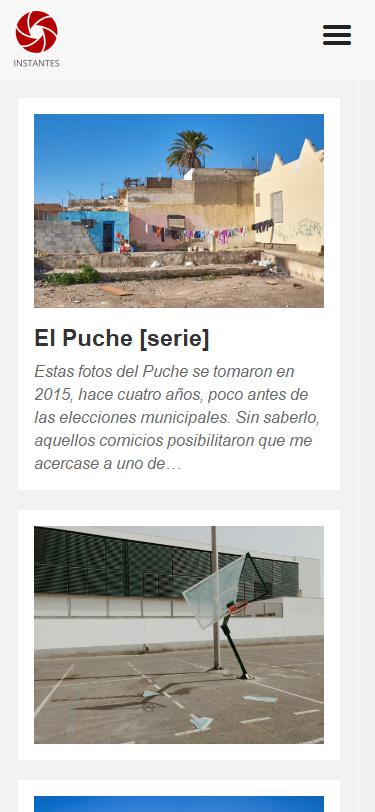 INSTANTES
El Puche [serie]
Estas fotos del Puche se tomaron en
2015, hace cuatro años, poco antes de
las elecciones municipales. Sin saberlo,
aquellos comicios posibilitaron que me
acercase a uno de…